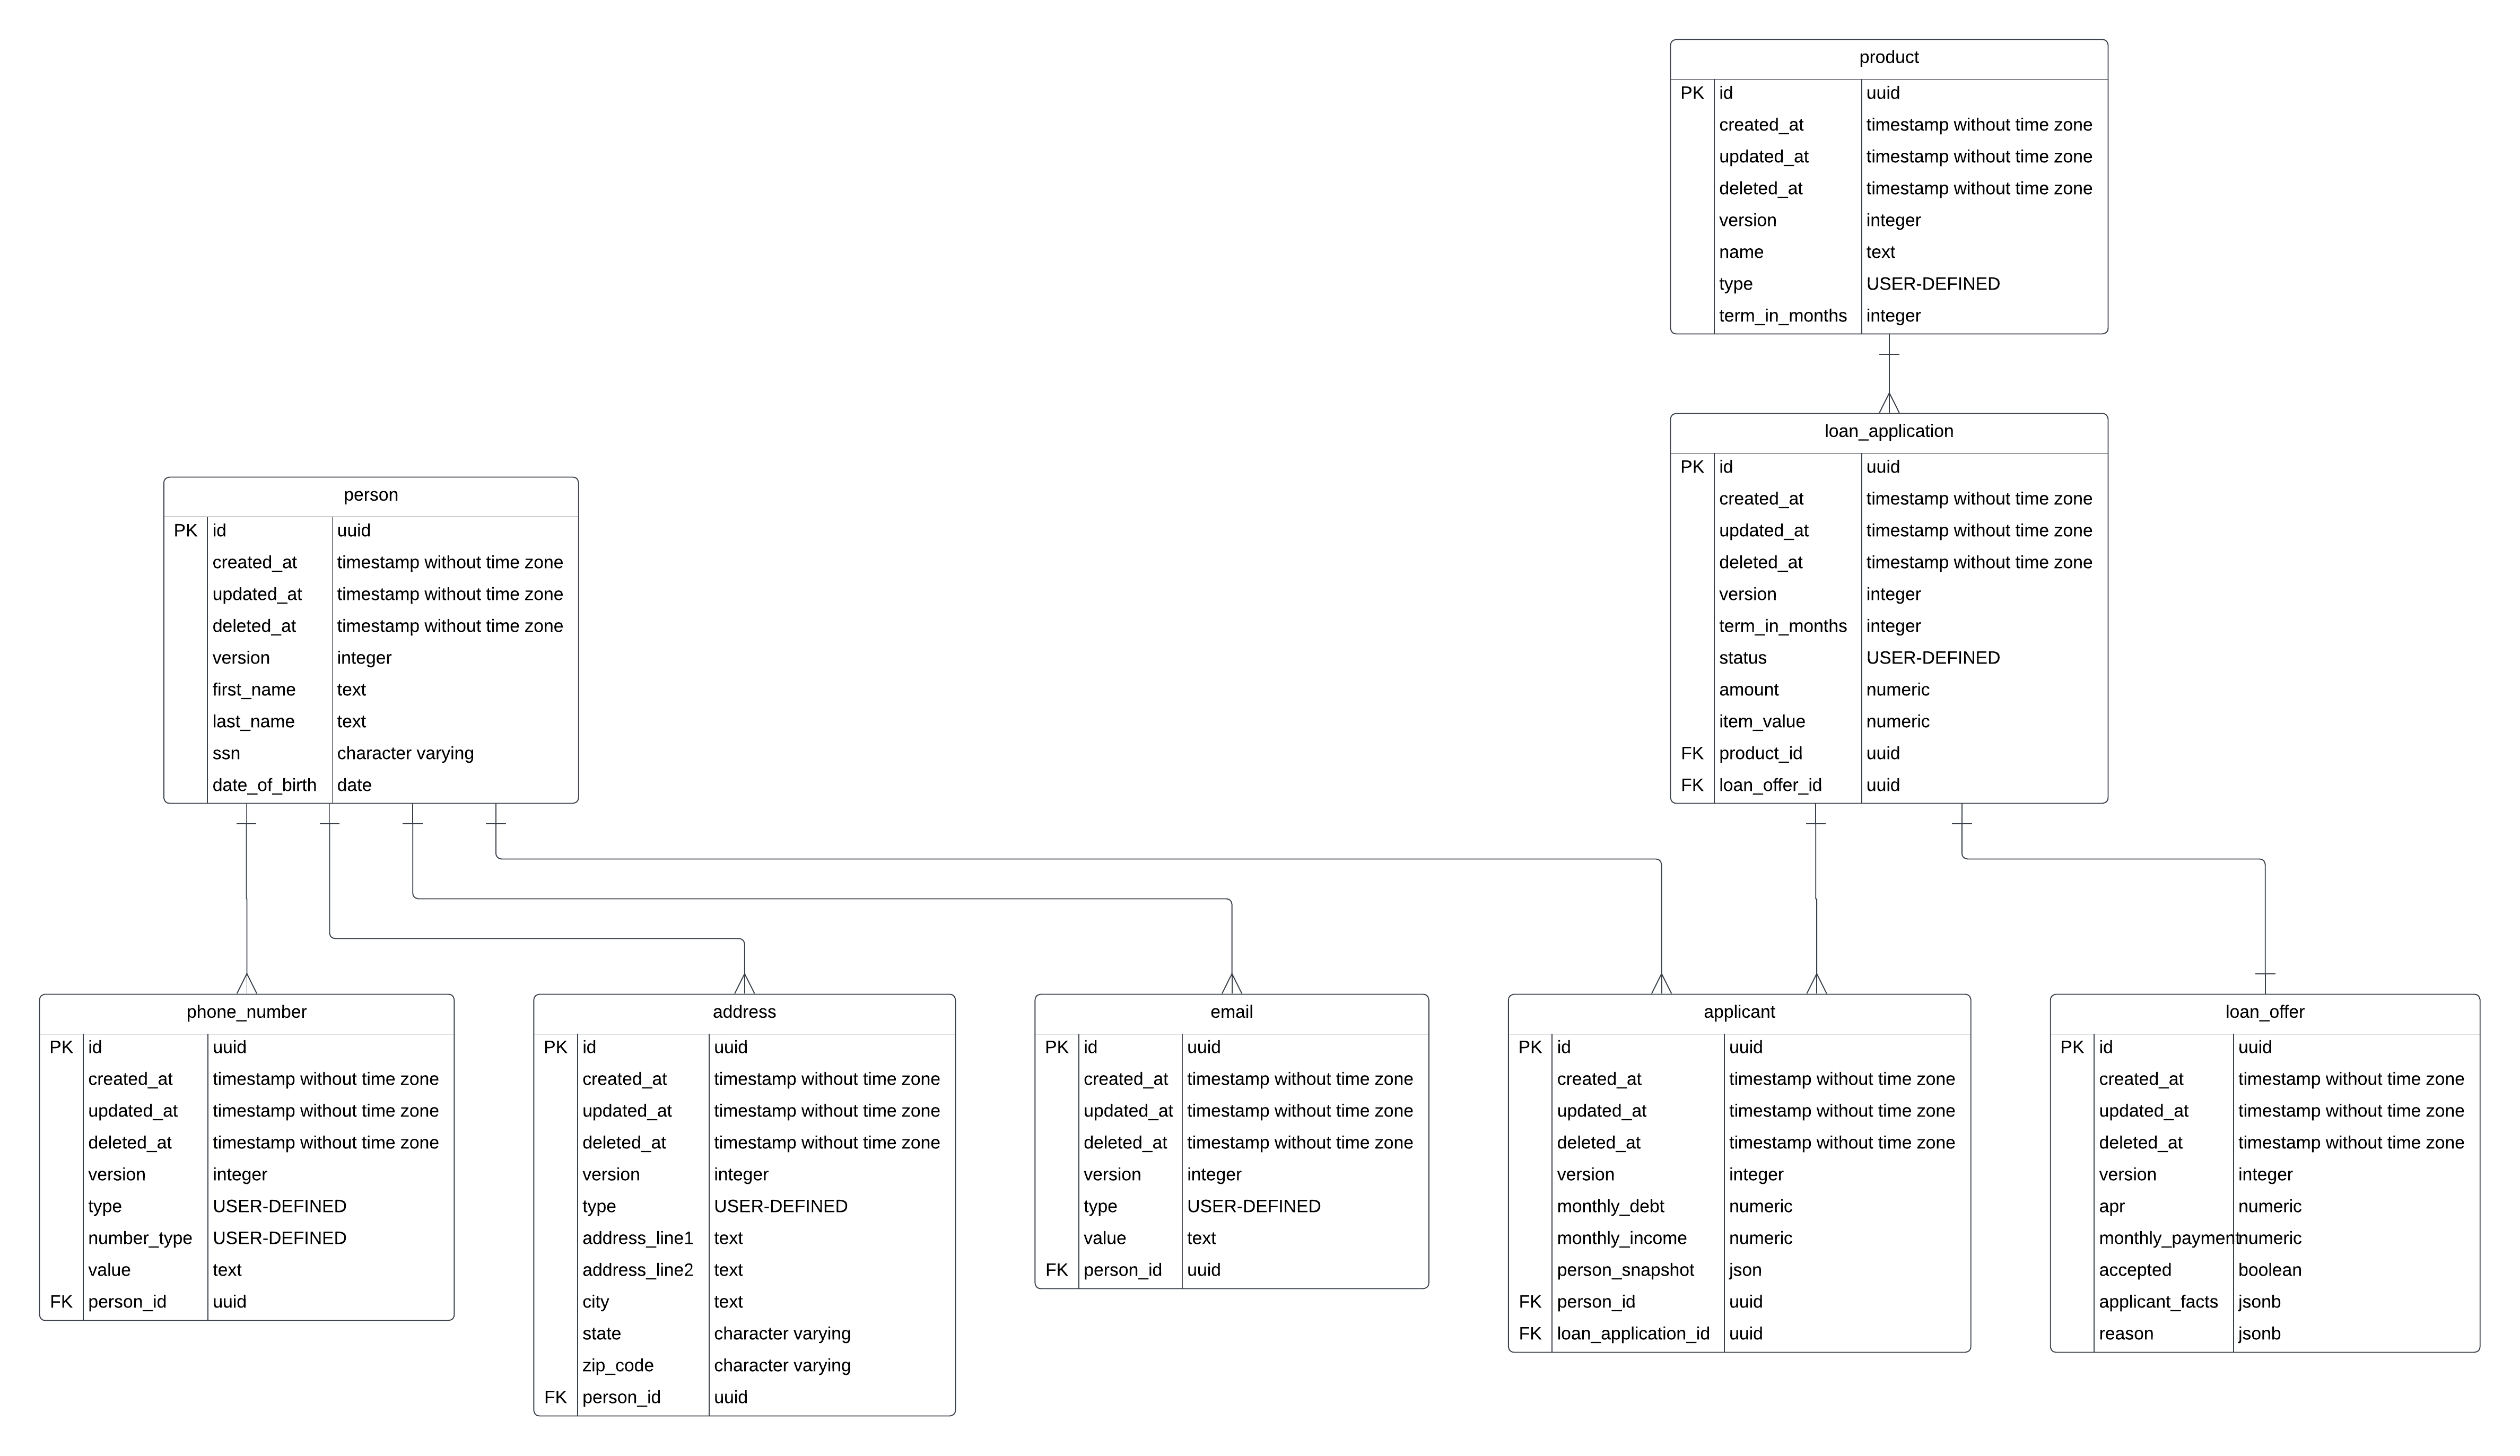 product
PK id uuid
created_at timestamp without time zone
updated_at timestamp without time zone
deleted_at timestamp without time zone
version integer
name text
type USER-DEFINED
term_in_months integer
loan_application
PK id uuid
created_at timestamp without time zone
updated_at timestamp without time zone
deleted_at timestamp without time zone
version integer
term_in_months integer
status USER-DEFINED
amount numeric
item_value numeric
FK product_id uuid
FK loan_offer_id uuid
person
PK id uuid
created_at timestamp without time zone
updated_at timestamp without time zone
deleted_at timestamp without time zone
version integer
first_name text
last_name text
ssn character varying
date_of_birth date
phone_number
PK id uuid
created_at timestamp without time zone
updated_at timestamp without time zone
deleted_at timestamp without time zone
version integer
type USER-DEFINED
number_type USER-DEFINED
value text
FK person_id uuid
address
PK id uuid
created_at timestamp without time zone
updated_at timestamp without time zone
deleted_at timestamp without time zone
version integer
type USER-DEFINED
address_line1 text
address_line2 text
city text
state character varying
zip_code character varying
FK person_id uuid
email
PK id uuid
created_at timestamp without time zone
updated_at timestamp without time zone
deleted_at timestamp without time zone
version integer
type USER-DEFINED
value text
FK person_id uuid
applicant
PK id uuid
created_at timestamp without time zone
updated_at timestamp without time zone
deleted_at timestamp without time zone
version integer
monthly_debt numeric
monthly_income numeric
person_snapshot json
FK person_id uuid
FK loan_application_id uuid
loan_offer
PK id uuid
created_at timestamp without time zone
updated_at timestamp without time zone
deleted_at timestamp without time zone
version integer
apr numeric
monthly_payment numeric
accepted boolean
applicant_facts jsonb
reason jsonb